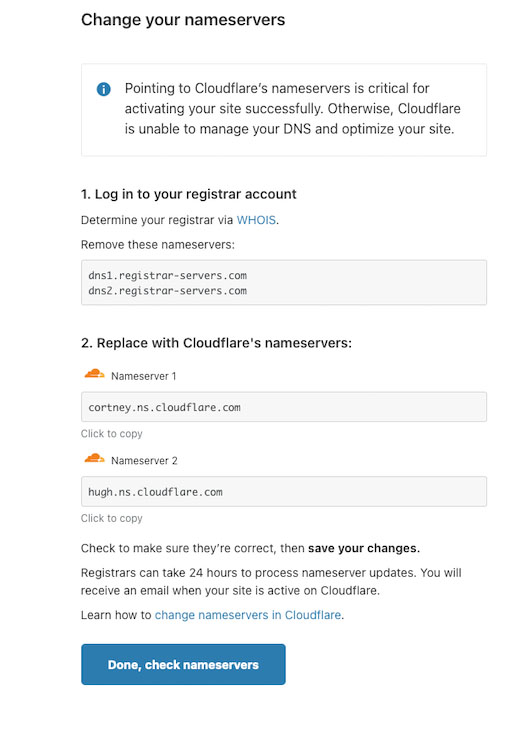 Change your nameservers
Pointing to Cloudflare’s nameservers is critical for
activating your site successfully. Otherwise, Cloudflare
is unable to manage your DNS and optimize your site.
1. Log in to your registrar account
Determine your registrar via WHOIS.
Remove these nameservers:
dns1.registrar-servers.com
dns2.registrar-servers.com
2. Replace with Cloudflare's nameservers:
Nameserver 1
cortney.ns.cloudflare.com
Click to copy
Nameserver 2
hugh.ns.cloudflare.com
Click to copy
Check to make sure they’re correct, then save your changes.
Registrars can take 24 hours to process nameserver updates. You will
receive an email when your site is active on Cloudflare.
Learn how to change nameservers in Cloudflare.
Done, check nameservers